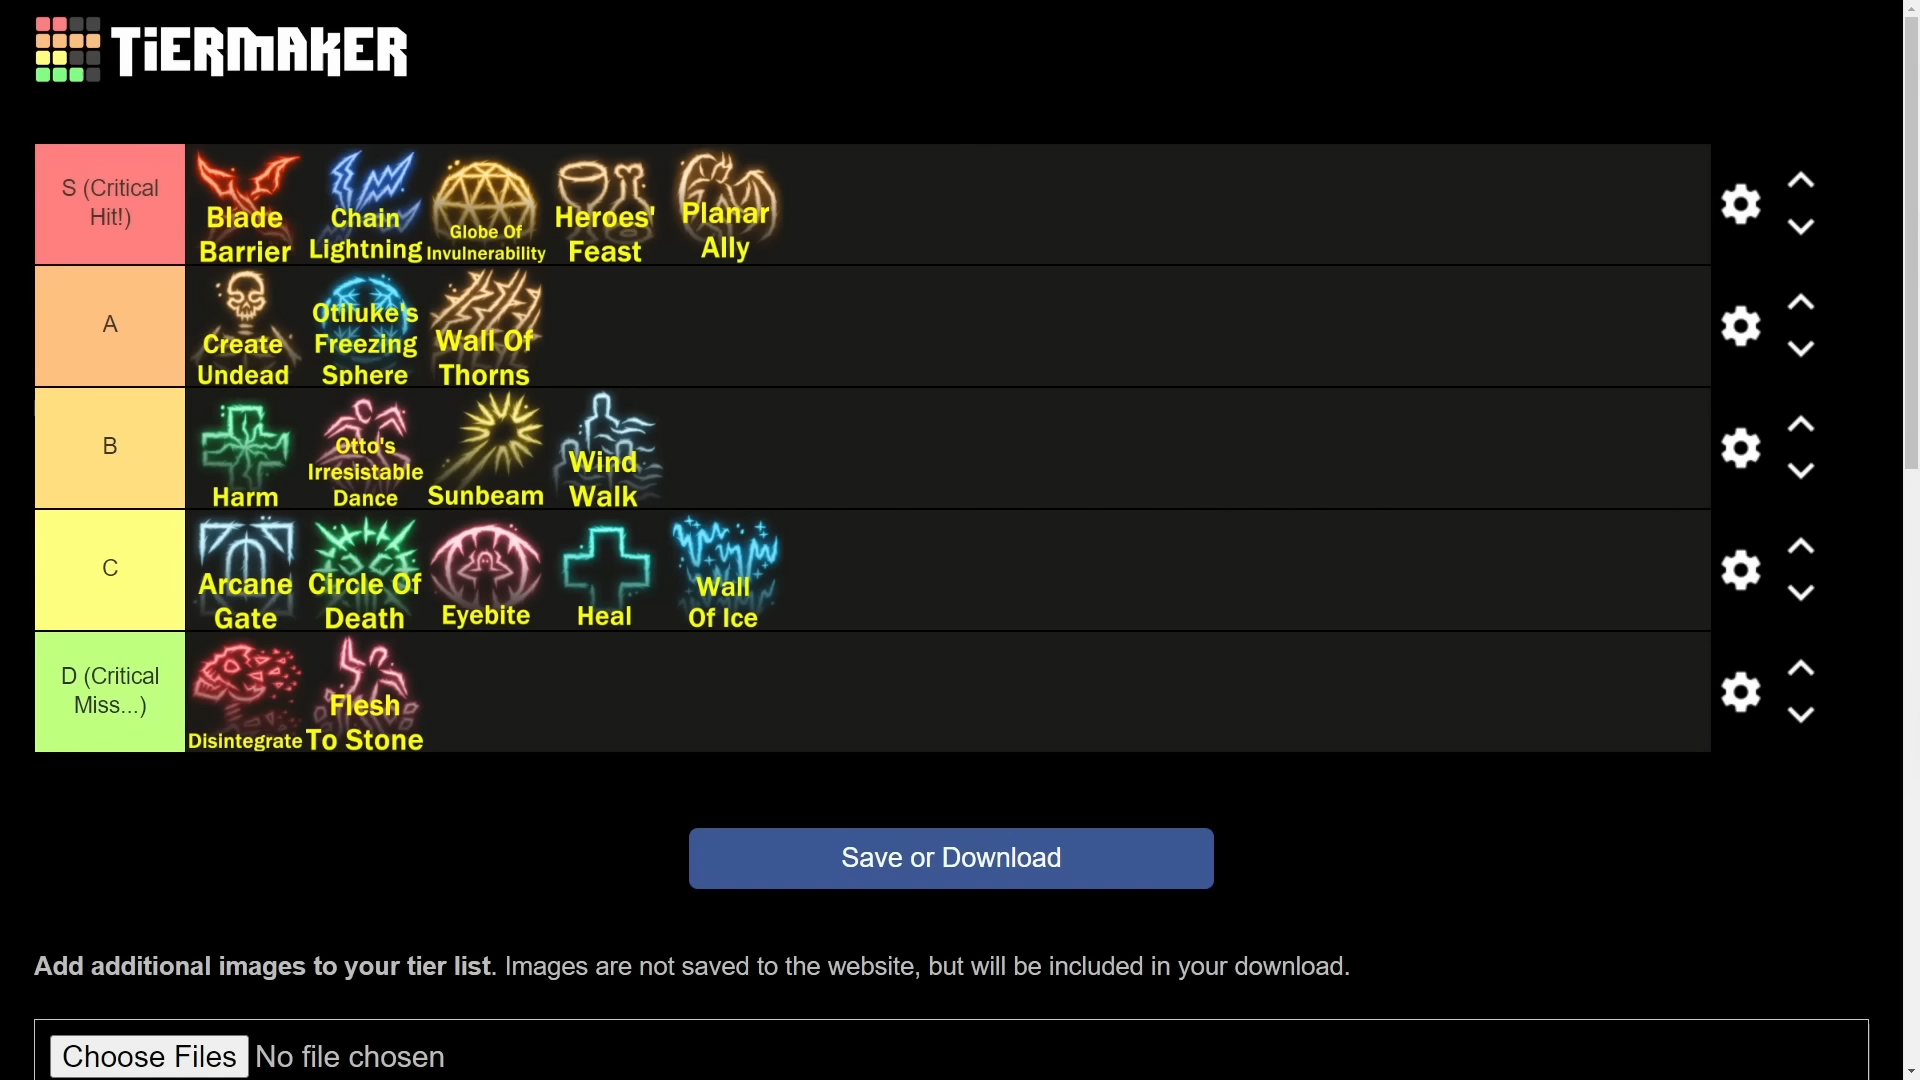 TiERMAKER
S (Critical
Hit!)
Blade
Barrier
Chain
Lightning
Globe Of
Invulnerability
Heroes'
Feast
Planar
Ally
A
Create
Undead
Otiluke's
Freezing
Sphere
Wall Of
Thorns
B
Harm
Otto's
Irresistable
Dance
Sunbeam
Wind
Walk
C
Arcane
Gate
Circle Of
Death
Eyebite
Heal
Wall
Of Ice
D (Critical
Miss...)
Disintegrate
Flesh
To Stone
Save or Download
Add additional images to your tier list. Images are not saved to the website, but will be included in your download.
Choose Files No file chosen